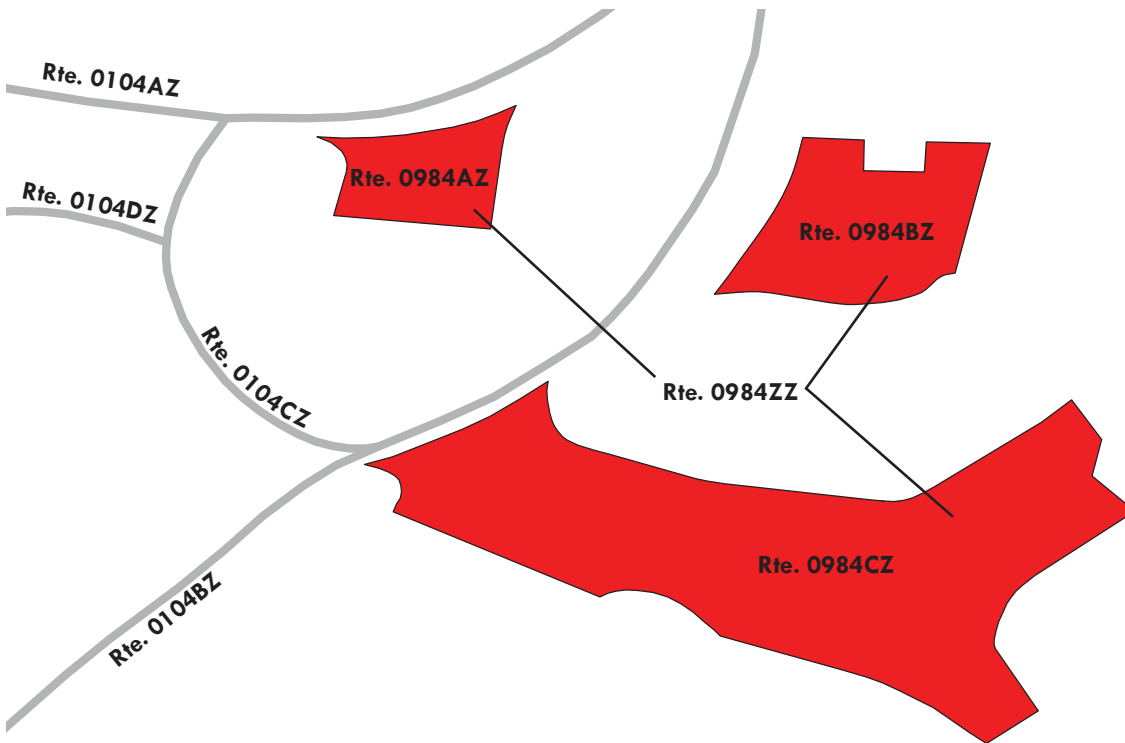 Rte. 0104AZ
Rte. 0984AZ
Rte. 0104DZ
Rte. 0984BZ
Rte. 0104CZ
Rte. 0984ZZ
Rte. 0984CZ
Rte. 0104BZ